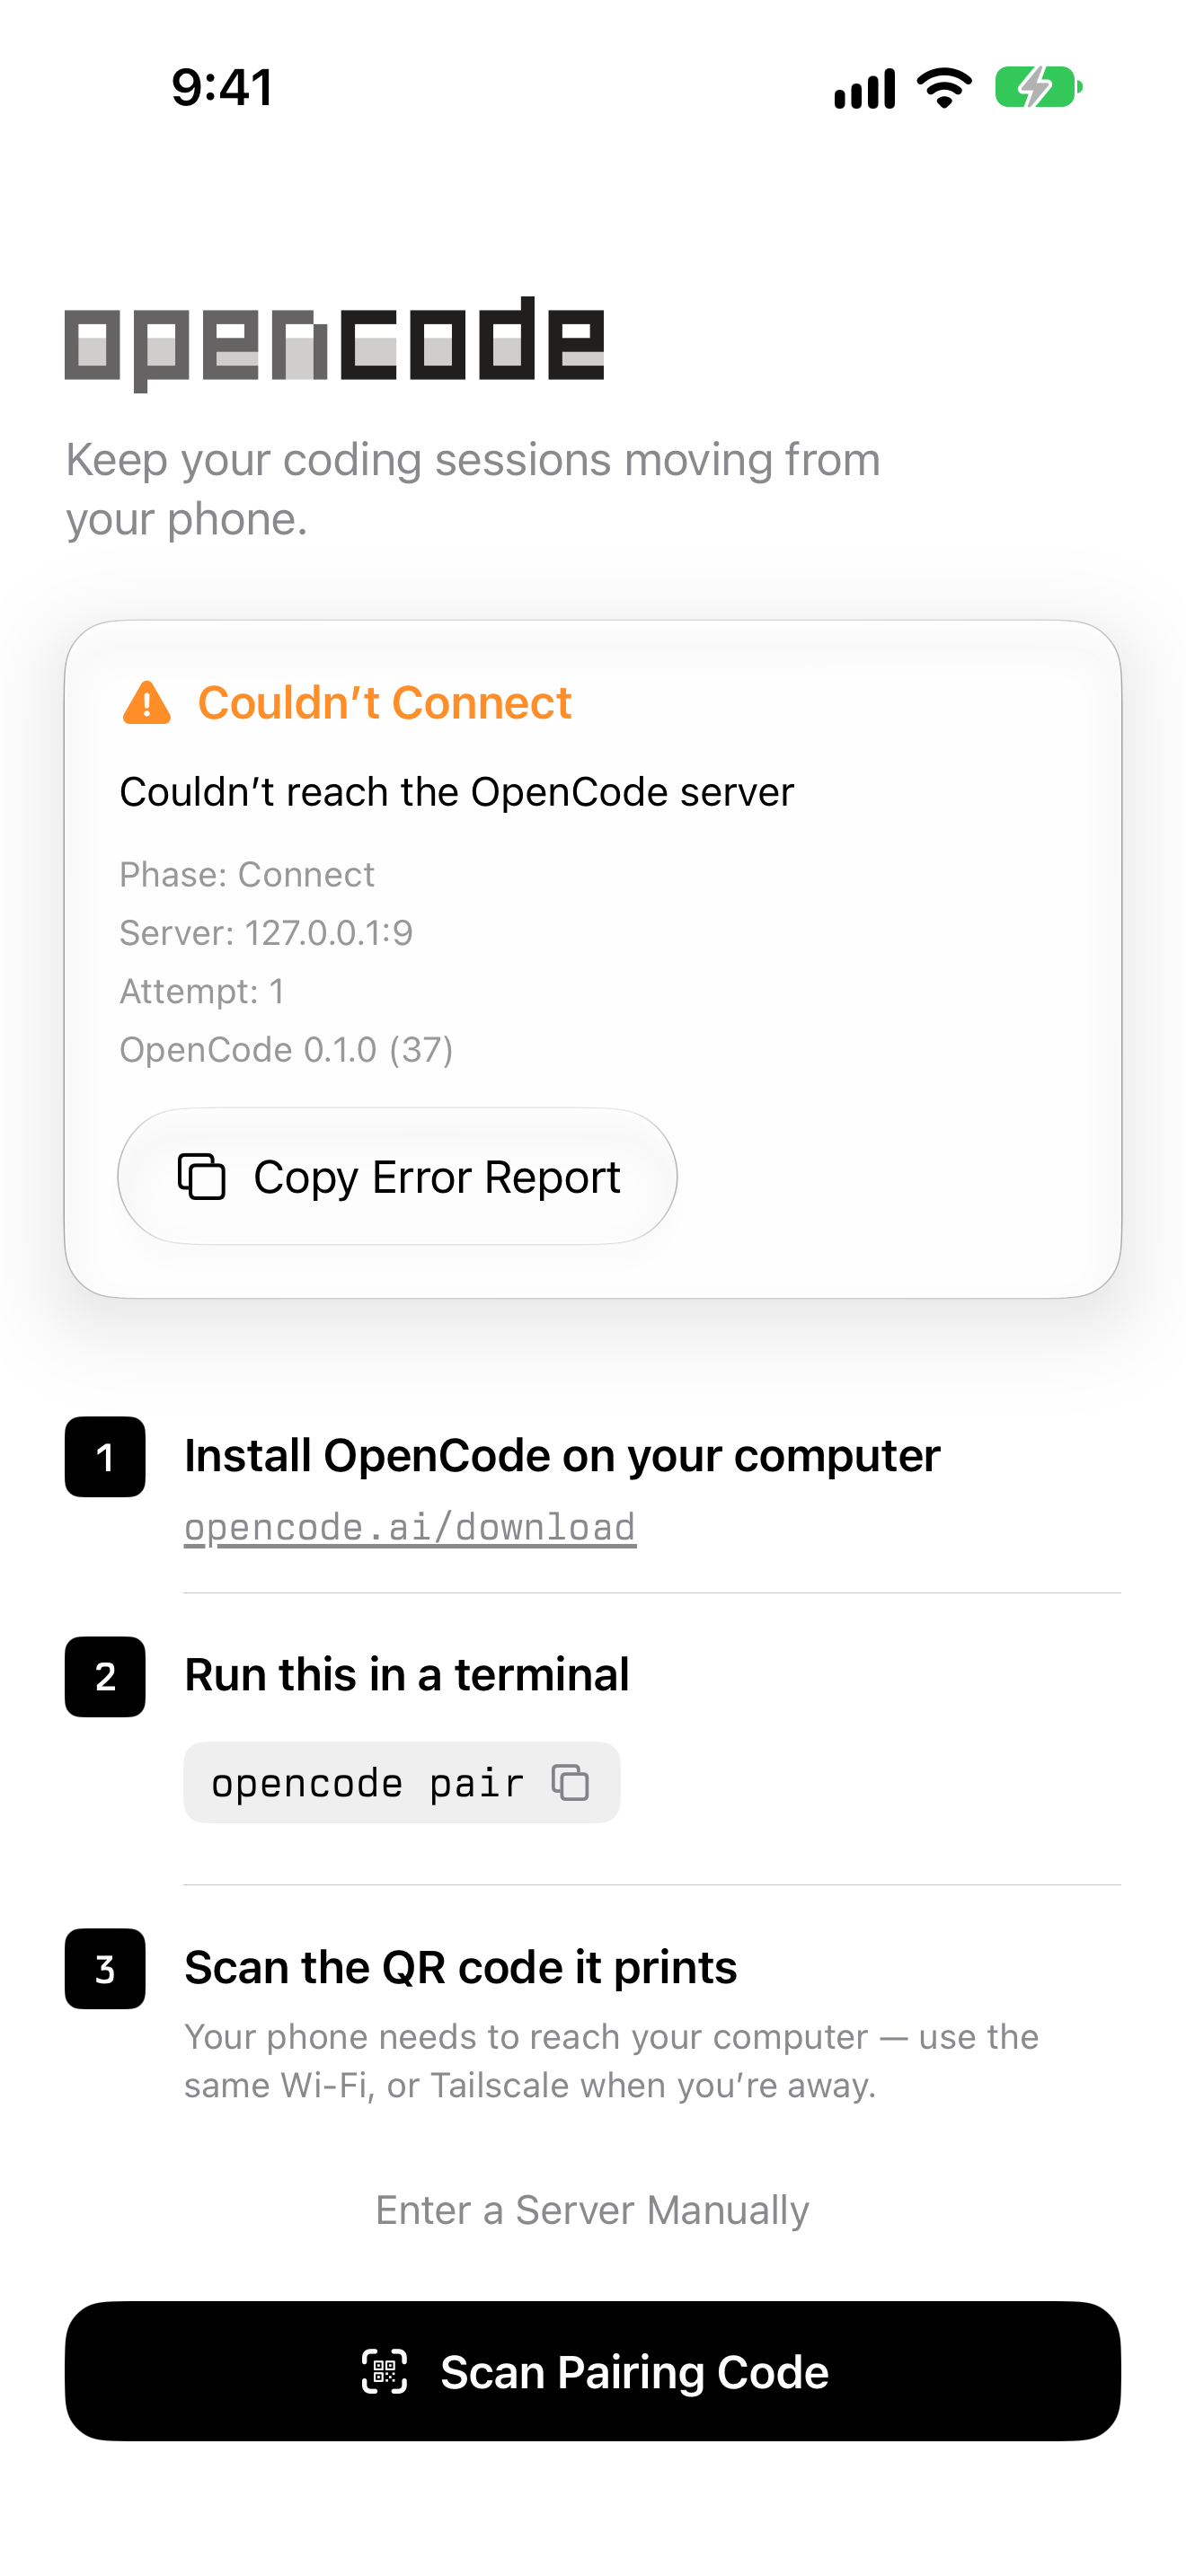 9:41
opencode
Keep your coding sessions moving from
your phone.
Couldn’t Connect
Couldn’t reach the OpenCode server
Phase: Connect
Server: 127.0.0.1:9
Attempt: 1
OpenCode 0.1.0 (37)
Copy Error Report
1 Install OpenCode on your computer
opencode.ai/download
2 Run this in a terminal
opencode pair
3 Scan the QR code it prints
Your phone needs to reach your computer — use the
same Wi-Fi, or Tailscale when you’re away.
Enter a Server Manually
Scan Pairing Code